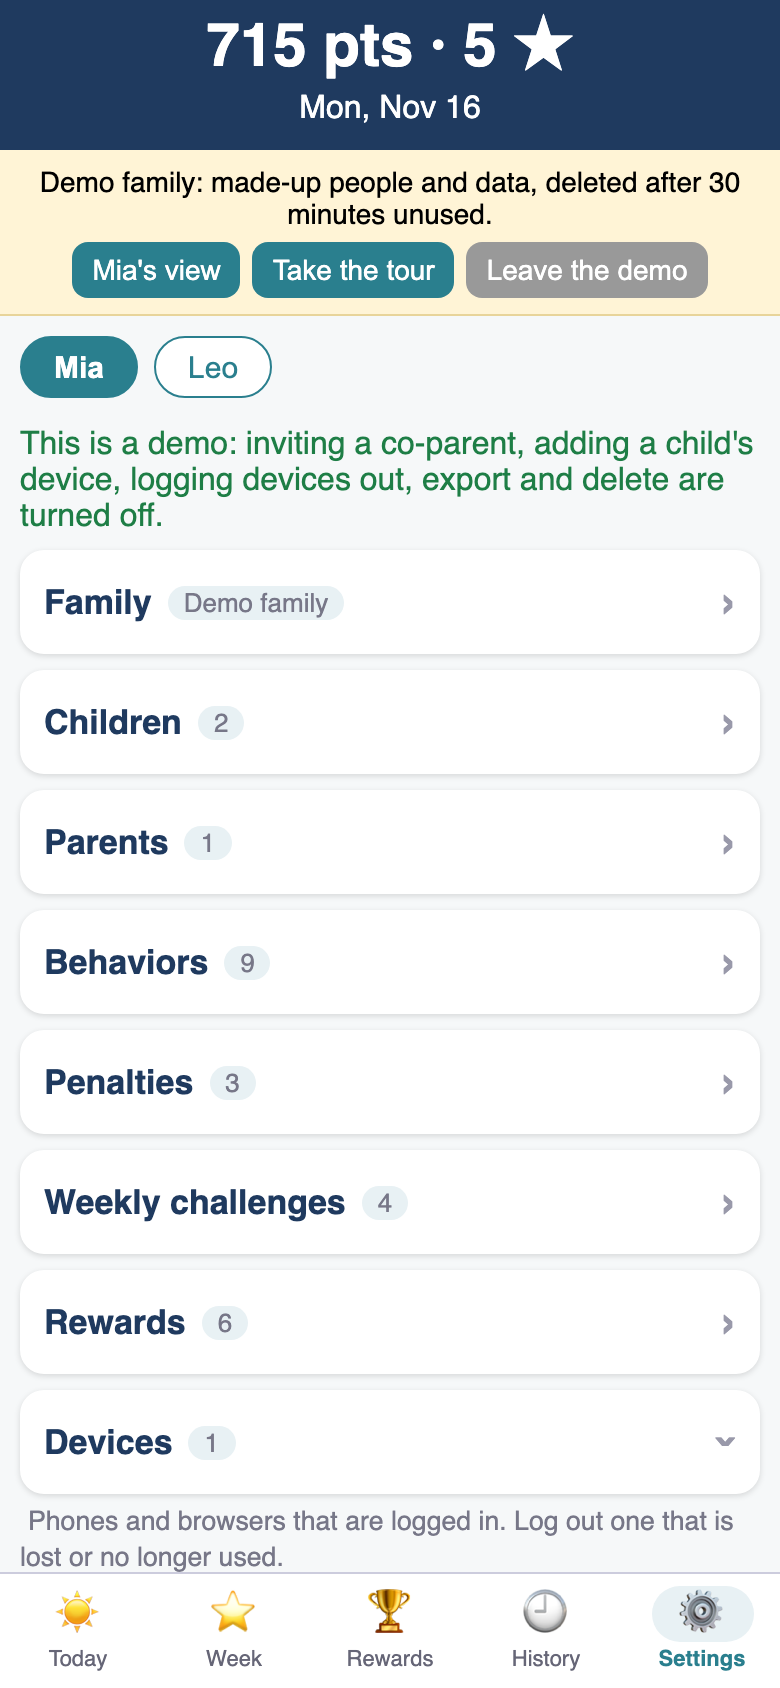 715 pts · 5 ★
Mon, Nov 16
Demo family: made-up people and data, deleted after 30
minutes unused.
Mia's view
Take the tour
Leave the demo
Mia
Leo
This is a demo: inviting a co-parent, adding a child's
device, logging devices out, export and delete are
turned off.
Family Demo family
Children 2
Parents 1
Behaviors 9
Penalties 3
Weekly challenges 4
Rewards 6
Devices 1
Phones and browsers that are logged in. Log out one that is
lost or no longer used.
Today
Week
Rewards
History
Settings